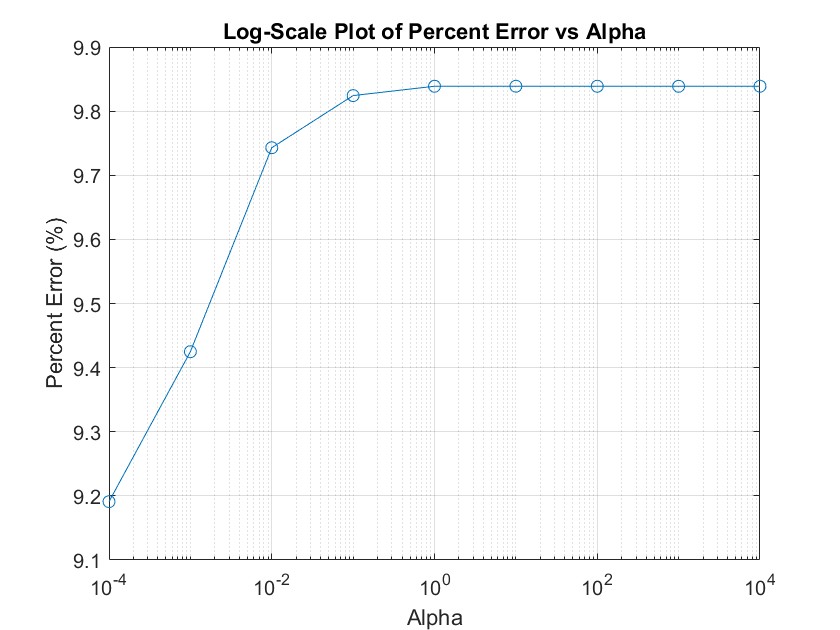 Log-Scale Plot of Percent Error vs Alpha
9.9
9.8
9.7
9.6
9.5
9.4
9.3
9.2
9.1
Percent Error (%)
10^-4 10^-2 10^0 10^2 10^4
Alpha